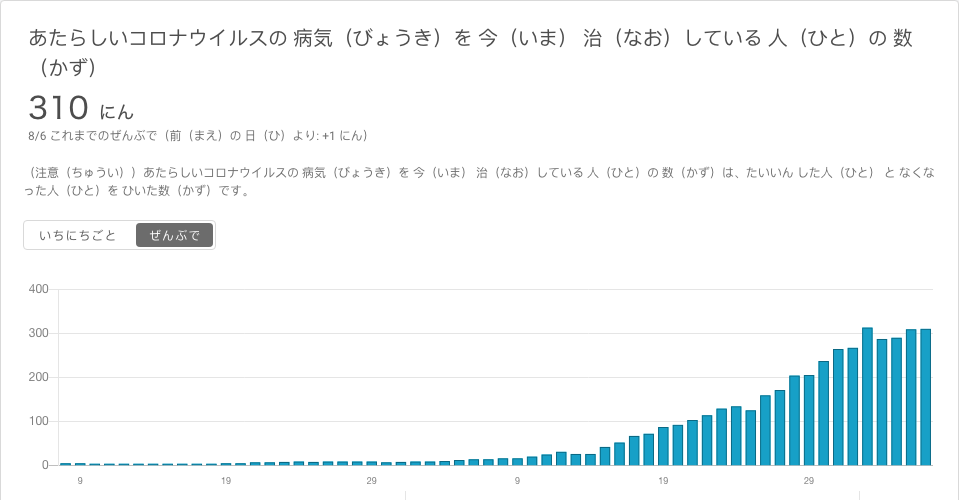 あたらしいコロナウイルスの 病気（びょうき）を 今（いま） 治（なお）している 人（ひと）の 数
（かず）
310 にん
8/6 これまでのぜんぶで（前（まえ）の 日（ひ）より: +1 にん）
（注意（ちゅうい））あたらしいコロナウイルスの 病気（びょうき）を 今（いま） 治（なお）している 人（ひと）の 数（かず）は、たいいん した人（ひと） と なくな
った人（ひと）を ひいた数（かず）です。
いちにちごと ぜんぶで
400
300
200
100
0
9 19 29 9 19 29